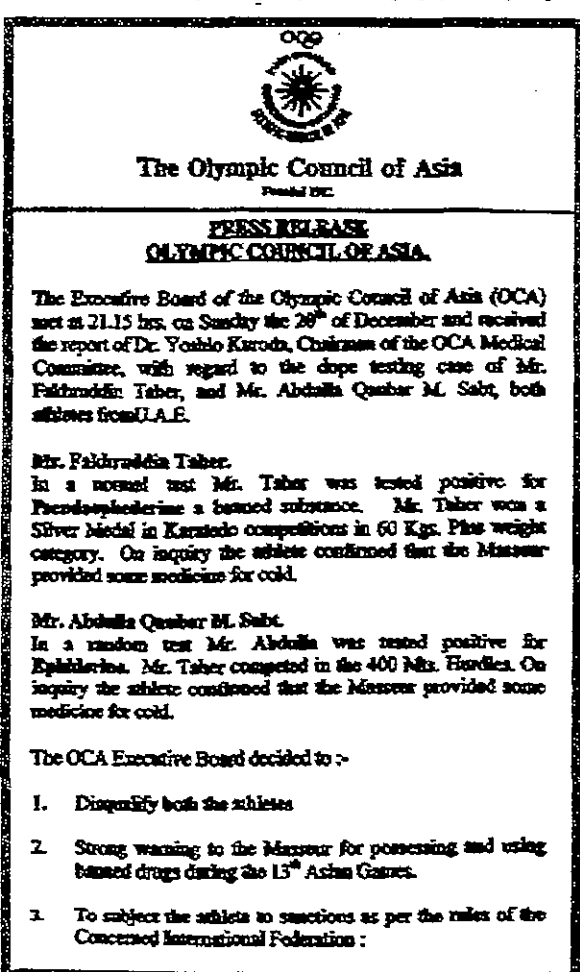 The Olympic Council of Asia
PRESS RELEASE
OLYMPIC COUNCIL OF ASIA.
The Executive Board of the Olympic Council of Asia (OCA)
met at 21.15 hrs. on Sunday the 20th of December and received
the report of Dr. Yoshio Kuroda, Chairman of the OCA Medical
Committee, with regard to the dope testing case of Mr.
Fakhruddin Taher, and Mr. Abdulla Qambar M. Sabt, both
athletes from U.A.E.
Mr. Fakhruddin Taher.
In a normal test Mr. Taher was tested positive for
a banned substance. Mr. Taher won a
Silver Medal in Karatedo competitions in 60 Kgs. Plus weight
category. On inquiry the athlete confirmed that the Masseur
provided some medicine for cold.
Mr. Abdulla Qambar M. Sabt.
In a random test Mr. Abdulla was tested positive for
Mr. Taher competed in the 400 Mts. Hurdles. On
inquiry the athlete confirmed that the Masseur provided some
medicine for cold.
The OCA Executive Board decided to :-
1. Disqualify both the athletes
2. Strong warning to the Masseur for possessing and using
banned drugs during the 13th Asian Games.
3. To subject the athlete to sanctions as per the rules of the
Concerned International Federation :